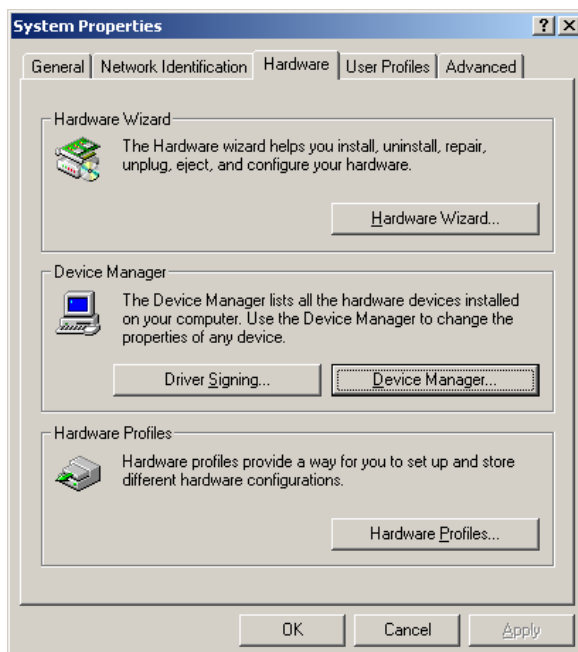 System Properties
General
Network Identification
Hardware
User Profiles
Advanced
Hardware Wizard
The Hardware wizard helps you install, uninstall, repair,
unplug, eject, and configure your hardware.
Hardware Wizard...
Device Manager
The Device Manager lists all the hardware devices installed
on your computer. Use the Device Manager to change the
properties of any device.
Driver Signing...
Device Manager...
Hardware Profiles
Hardware profiles provide a way for you to set up and store
different hardware configurations.
Hardware Profiles...
OK
Cancel
Apply